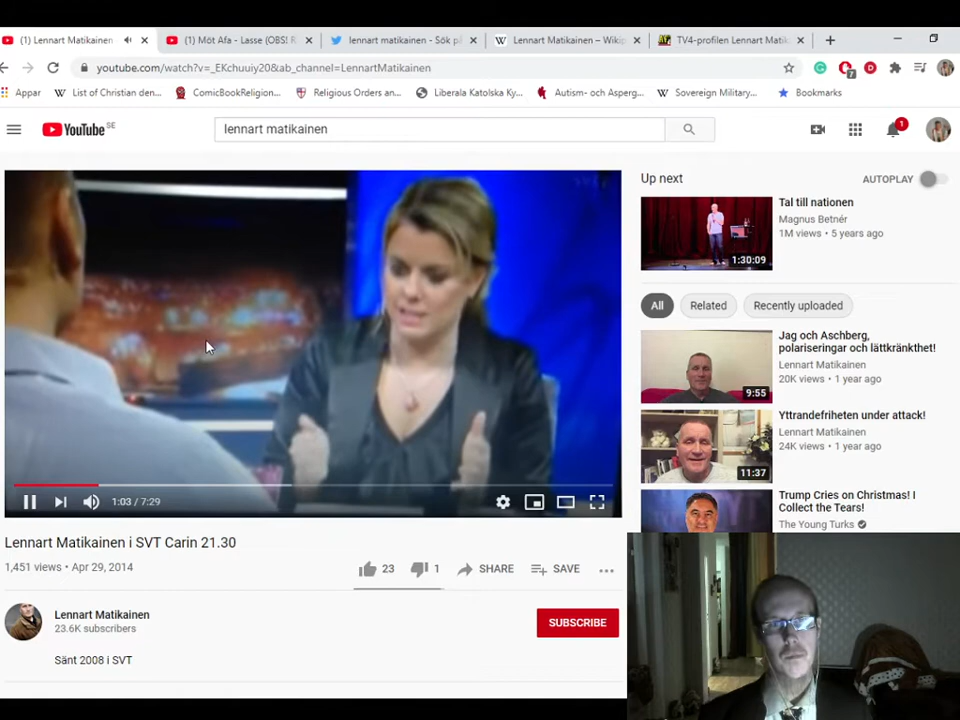 (1) Lennart Matikainen
(1) Möt Afa - Lasse (OBS! R
lennart matikainen - Sök på
Lennart Matikainen – Wikip
TV4-profilen Lennart Matik
youtube.com/watch?v=_EKchuuiy20&ab_channel=LennartMatikainen
7
Appar
List of Christian den...
ComicBookReligion...
Religious Orders an...
Liberala Katolska Ky...
Autism- och Asperg...
Sovereign Military...
Bookmarks
YouTube SE
lennart matikainen
1
Up next
AUTOPLAY
Tal till nationen
Magnus Betnér
1M views • 5 years ago
1:30:09
All
Related
Recently uploaded
Jag och Aschberg,
polariseringar och lättkränkthet!
Lennart Matikainen
20K views • 1 year ago
9:55
Yttrandefriheten under attack!
Lennart Matikainen
24K views • 1 year ago
11:37
Trump Cries on Christmas! I
Collect the Tears!
The Young Turks
1:03 / 7:29
Lennart Matikainen i SVT Carin 21.30
1,451 views • Apr 29, 2014
23
1
SHARE
SAVE
Lennart Matikainen
23.6K subscribers
SUBSCRIBE
Sänt 2008 i SVT